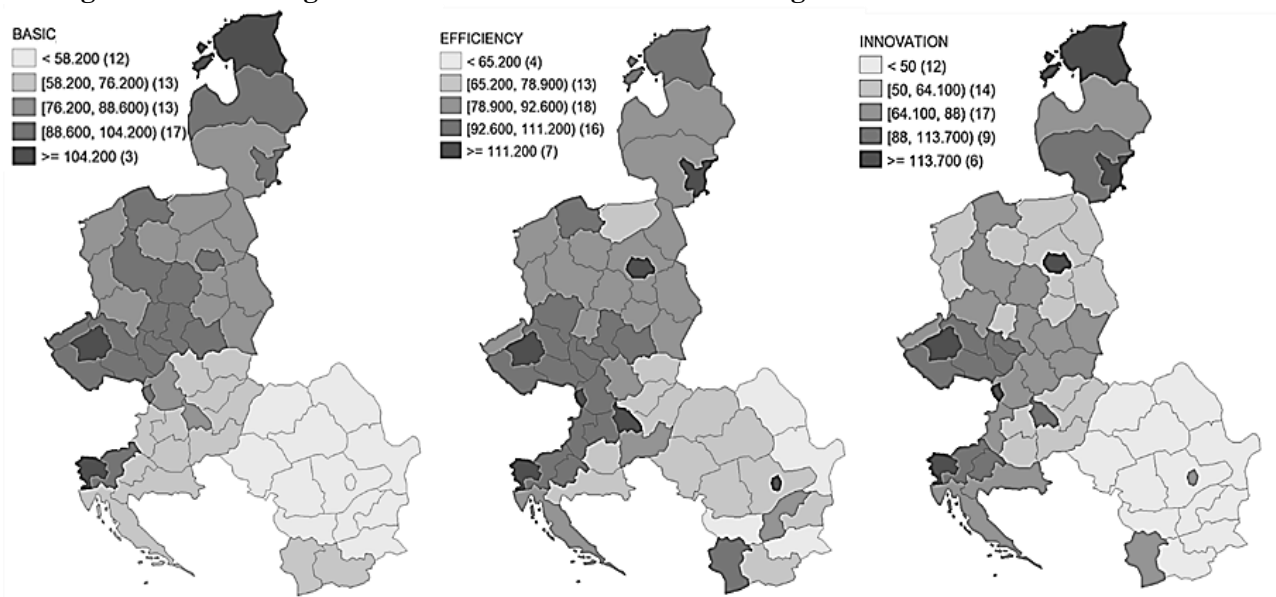 BASIC
< 58.200 (12)
[58.200, 76.200) (13)
[76.200, 88.600) (13)
[88.600, 104.200) (17)
>= 104.200 (3)
EFFICIENCY
< 65.200 (4)
[65.200, 78.900) (13)
[78.900, 92.600) (18)
[92.600, 111.200) (16)
>= 111.200 (7)
INNOVATION
< 50 (12)
[50, 64.100) (14)
[64.100, 88) (17)
[88, 113.700) (9)
>= 113.700 (6)